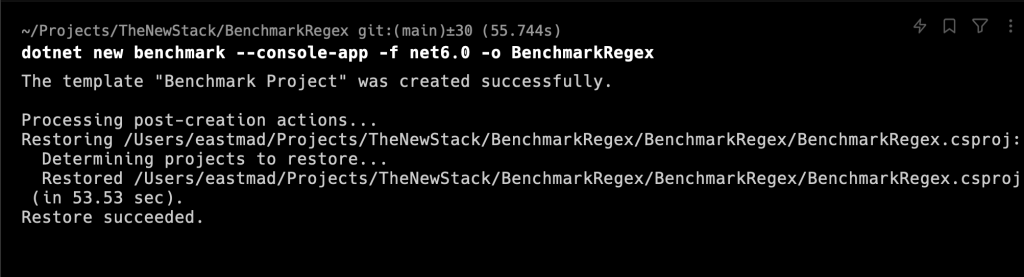 ~/Projects/TheNewStack/BenchmarkRegex git:(main)±30 (55.744s)
dotnet new benchmark --console-app -f net6.0 -o BenchmarkRegex
The template "Benchmark Project" was created successfully.
Processing post-creation actions...
Restoring /Users/eastmad/Projects/TheNewStack/BenchmarkRegex/BenchmarkRegex/BenchmarkRegex.csproj:
Determining projects to restore...
Restored /Users/eastmad/Projects/TheNewStack/BenchmarkRegex/BenchmarkRegex/BenchmarkRegex.csproj
(in 53.53 sec).
Restore succeeded.